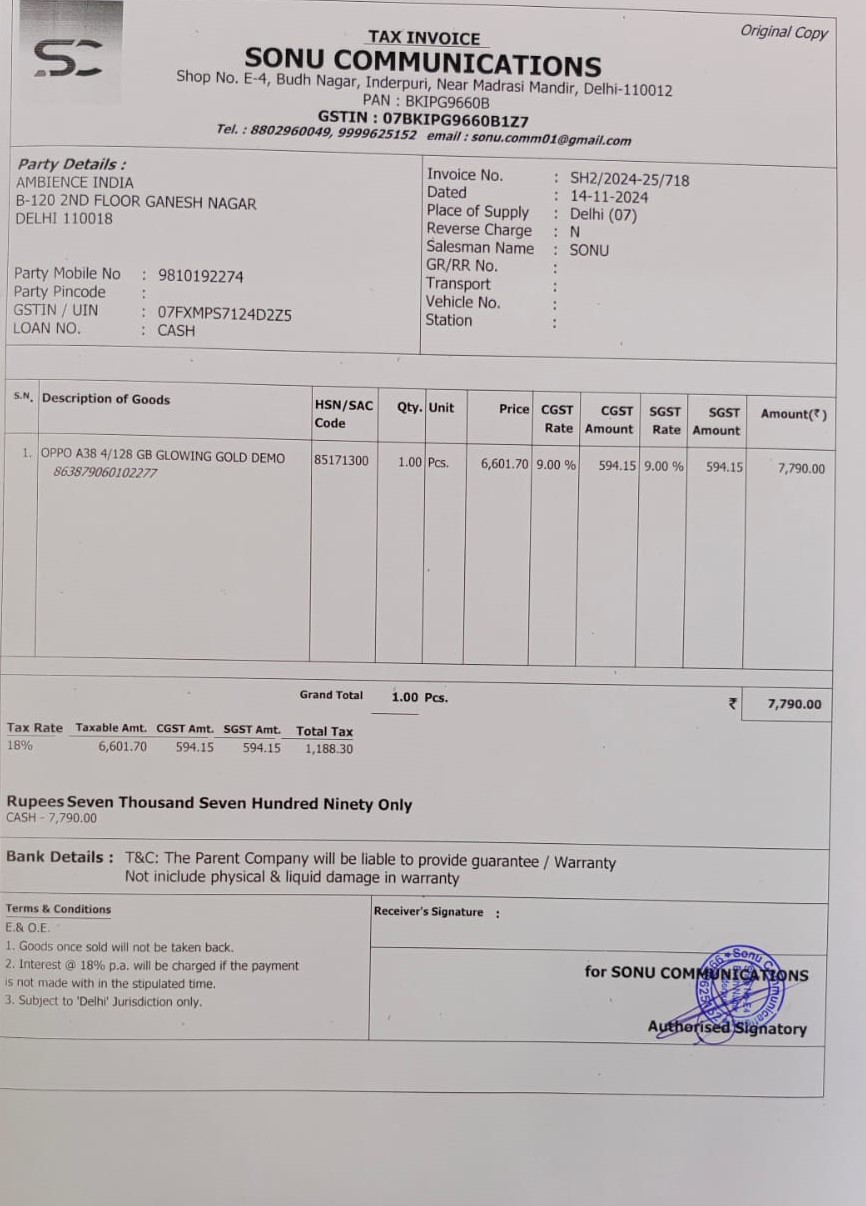 SC
Original Copy
TAX INVOICE
SONU COMMUNICATIONS
Shop No. E-4, Budh Nagar, Inderpuri, Near Madrasi Mandir, Delhi-110012
PAN : BKIPG9660B
GSTIN : 07BKIPG9660B1Z7
Tel. : 8802960049, 9999625152 email : sonu.comm01@gmail.com
Party Details :
AMBIENCE INDIA
B-120 2ND FLOOR GANESH NAGAR
DELHI 110018
Party Mobile No : 9810192274
Party Pincode :
GSTIN / UIN : 07FXMPS7124D2Z5
LOAN NO. : CASH
Invoice No. : SH2/2024-25/718
Dated : 14-11-2024
Place of Supply : Delhi (07)
Reverse Charge : N
Salesman Name : SONU
GR/RR No. :
Transport :
Vehicle No. :
Station :
S.N. Description of Goods HSN/SAC Code Qty. Unit Price CGST Rate CGST Amount SGST Rate SGST Amount Amount(₹)
1. OPPO A38 4/128 GB GLOWING GOLD DEMO 85171300 1.00 Pcs. 6,601.70 9.00 % 594.15 9.00 % 594.15 7,790.00
863879060102277
Grand Total 1.00 Pcs. ₹ 7,790.00
Tax Rate Taxable Amt. CGST Amt. SGST Amt. Total Tax
18% 6,601.70 594.15 594.15 1,188.30
Rupees Seven Thousand Seven Hundred Ninety Only
CASH - 7,790.00
Bank Details : T&C: The Parent Company will be liable to provide guarantee / Warranty
Not iniclude physical & liquid damage in warranty
Terms & Conditions
E.& O.E.
1. Goods once sold will not be taken back.
2. Interest @ 18% p.a. will be charged if the payment
is not made with in the stipulated time.
3. Subject to 'Delhi' Jurisdiction only.
Receiver's Signature :
for SONU COMMUNICATIONS
Sonu Communication
Authorised Signatory